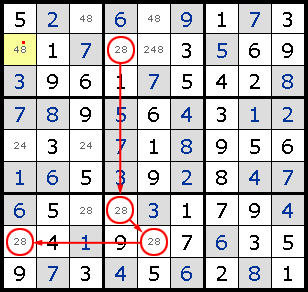 5 2 48 6 48 9 1 7 3
48 1 7 28 248 3 5 6 9
3 9 6 1 7 5 4 2 8
7 8 9 5 6 4 3 1 2
24 3 24 7 1 8 9 5 6
1 6 5 3 9 2 8 4 7
6 5 28 28 3 1 7 9 4
28 4 1 9 28 7 6 3 5
9 7 3 4 5 6 2 8 1